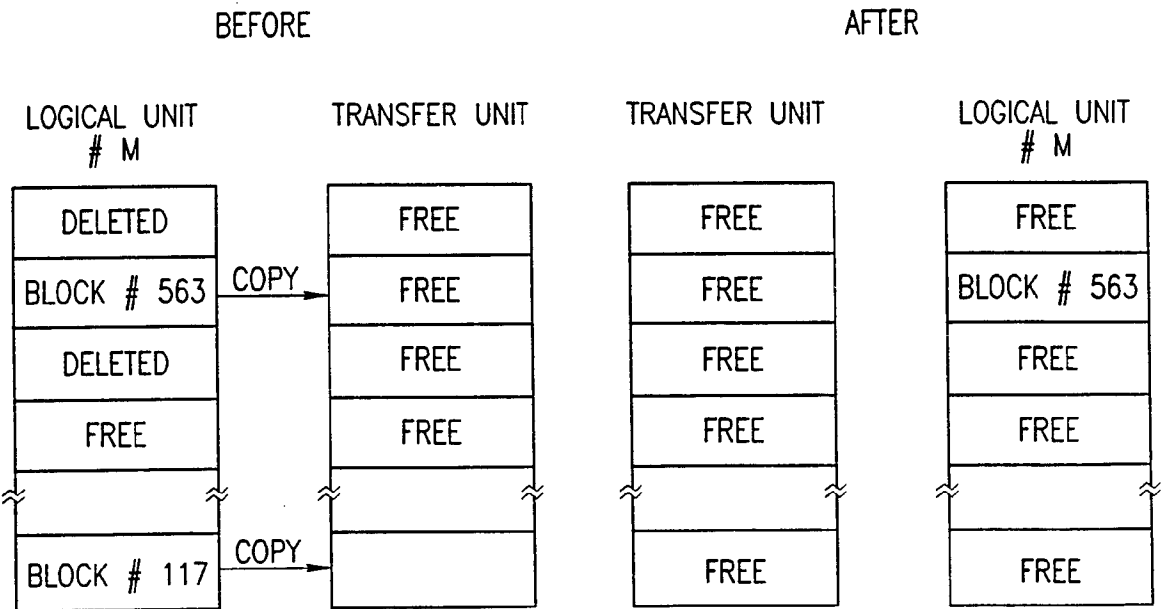 BEFORE AFTER
LOGICAL UNIT TRANSFER UNIT TRANSFER UNIT LOGICAL UNIT
# M # M
DELETED FREE FREE FREE
BLOCK # 563 COPY FREE FREE BLOCK # 563
DELETED FREE FREE FREE
FREE FREE FREE FREE
BLOCK # 117 COPY FREE FREE